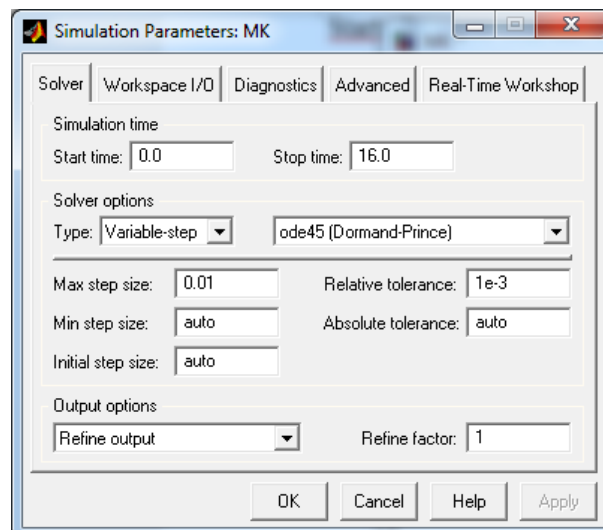 Simulation Parameters: MK
Solver Workspace I/O Diagnostics Advanced Real-Time Workshop
Simulation time
Start time: 0.0 Stop time: 16.0
Solver options
Type: Variable-step ode45 (Dormand-Prince)
Max step size: 0.01 Relative tolerance: 1e-3
Min step size: auto Absolute tolerance: auto
Initial step size: auto
Output options
Refine output Refine factor: 1
OK Cancel Help Apply